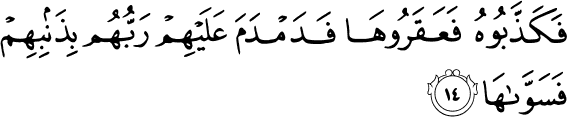 فَكَذَّبُوهُ فَعَقَرُوهَا فَدَمْدَمَ عَلَيْهِمْ رَبُّهُم بِذَنۢبِهِمْ
فَسَوَّىٰهَا ١٤